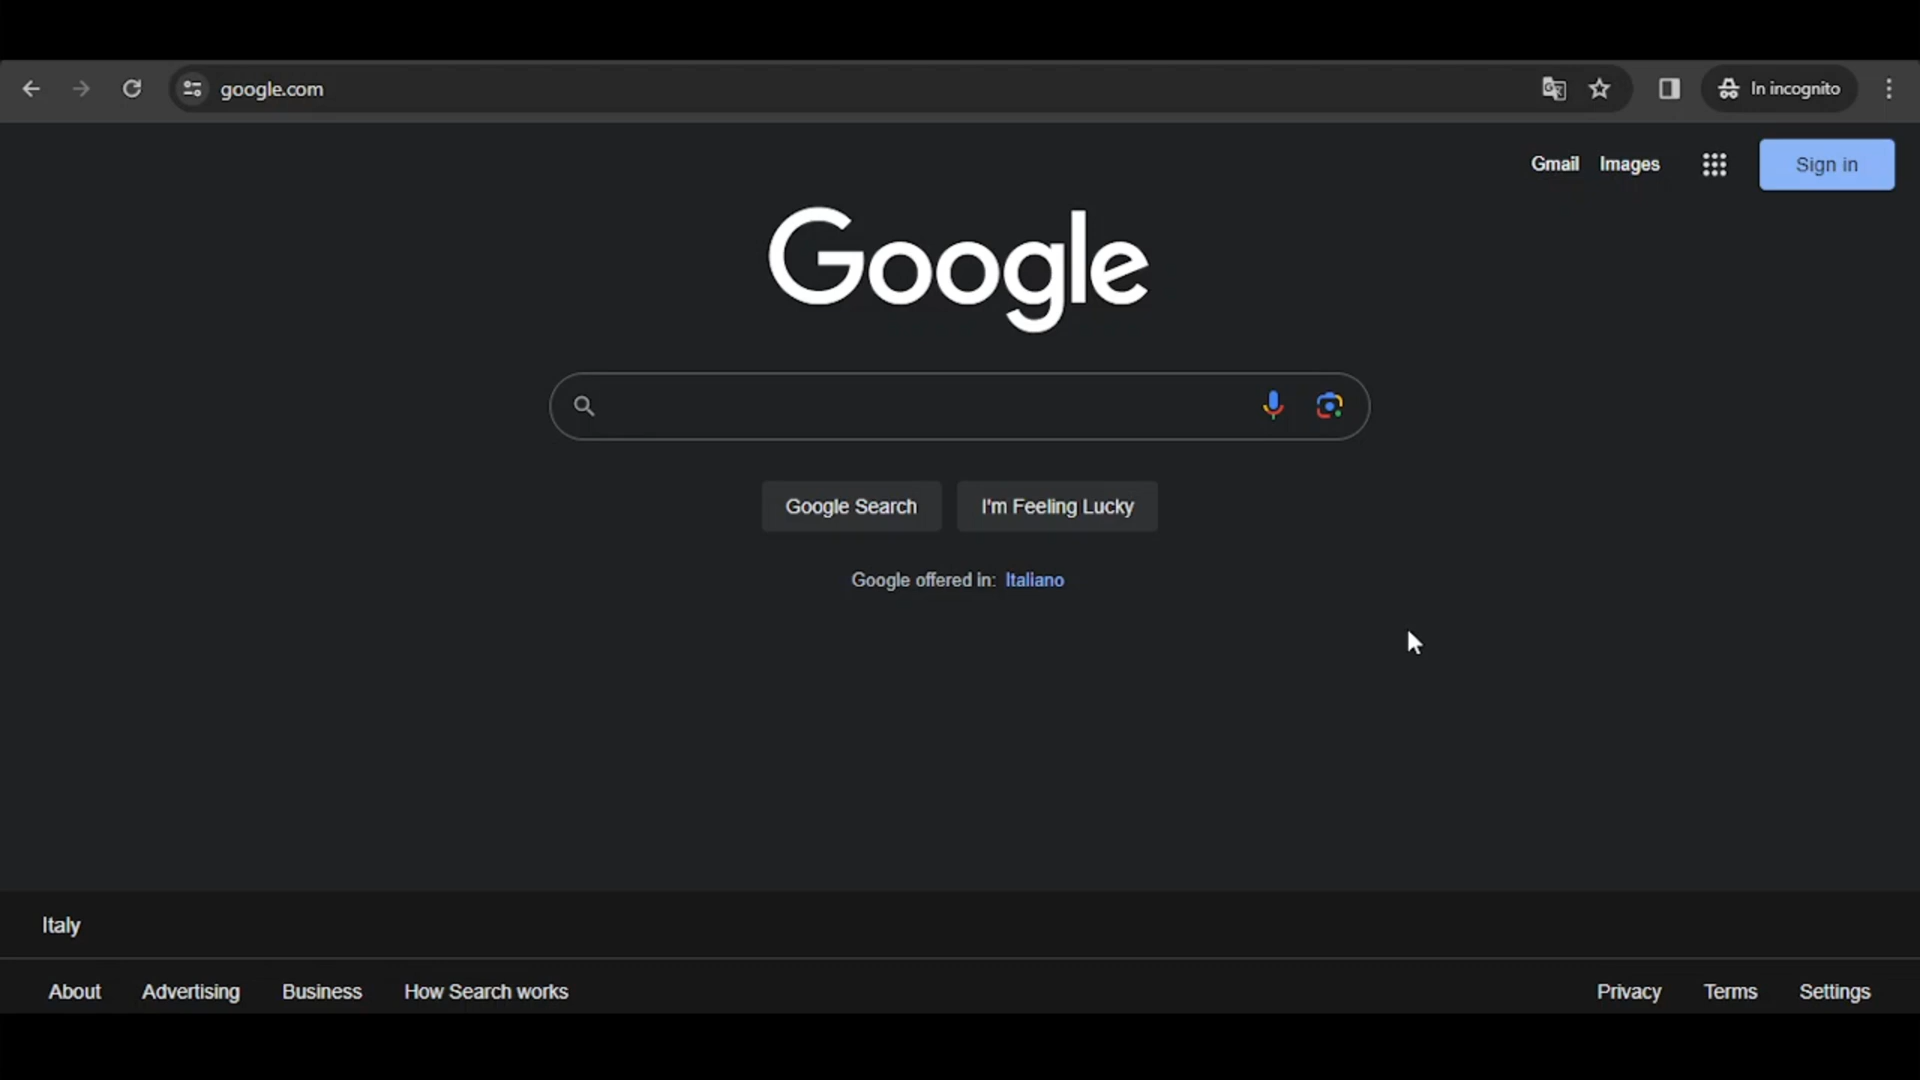 google.com
In incognito
Gmail Images Sign in
Google
Google Search I'm Feeling Lucky
Google offered in: Italiano
Italy
About Advertising Business How Search works Privacy Terms Settings